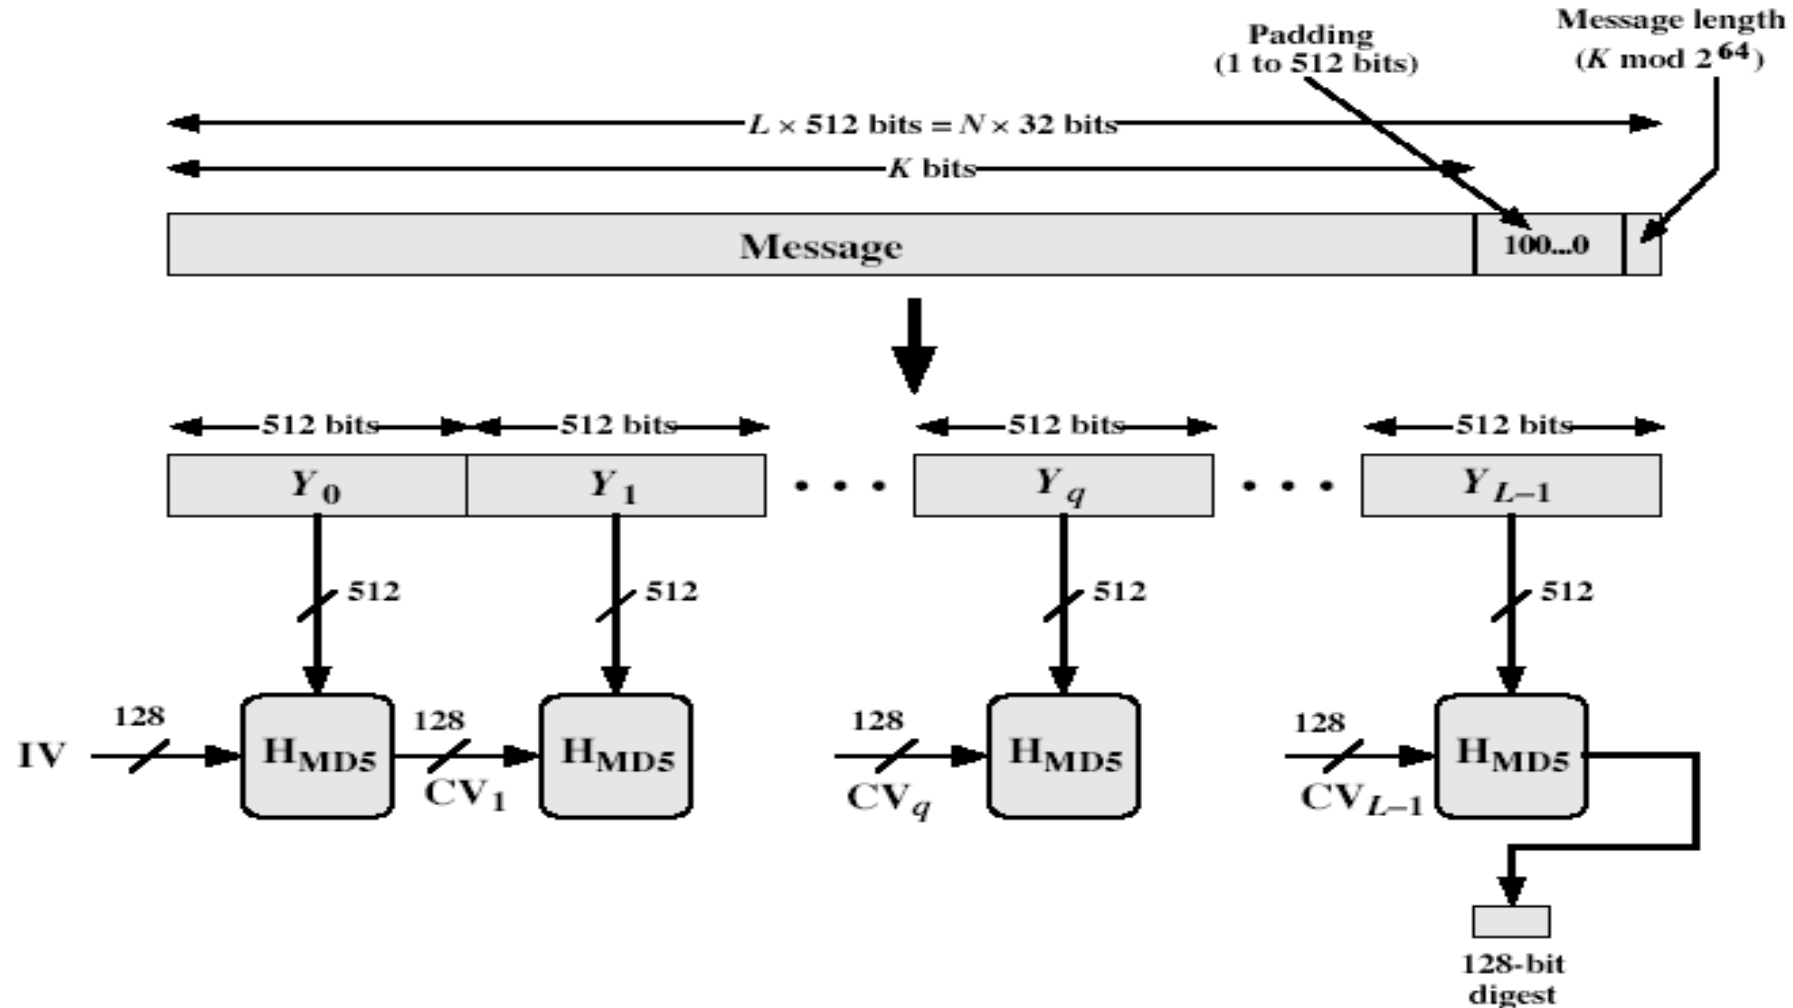 Padding
(1 to 512 bits)
Message length
(K mod 2^64)
L × 512 bits = N × 32 bits
K bits
Message
100...0
512 bits
512 bits
512 bits
512 bits
Y0
Y1
• • •
Yq
• • •
YL–1
512
512
512
512
IV
128
HMD5
128
CV1
HMD5
128
CVq
HMD5
128
CVL–1
HMD5
128-bit
digest